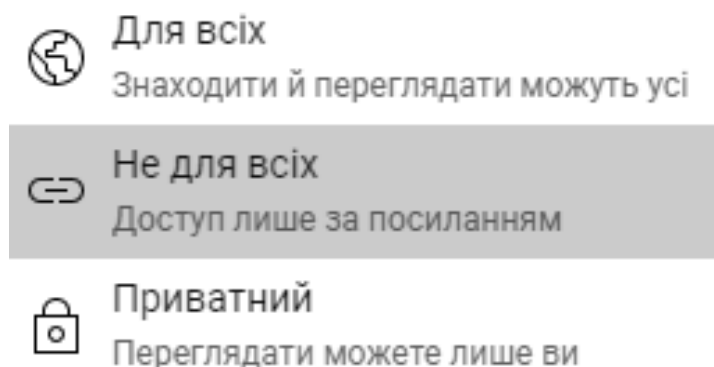 Для всіх
Знаходити й переглядати можуть усі
Не для всіх
Доступ лише за посиланням
Приватний
Переглядати можете лише ви